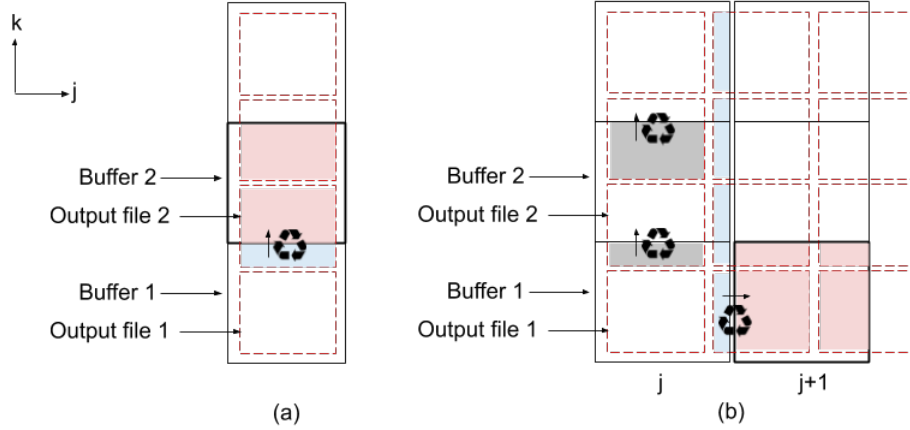 k
j
Buffer 2
Output file 2
Buffer 1
Output file 1
(a)
Buffer 2
Output file 2
Buffer 1
Output file 1
j
j+1
(b)